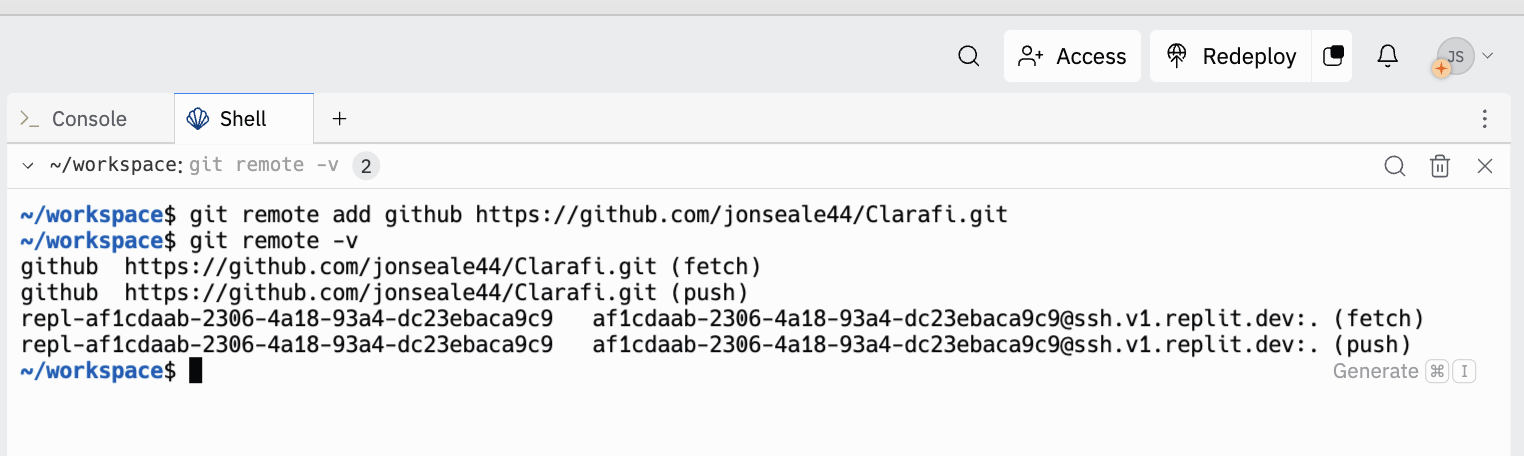 Access
Redeploy
JS
Console
Shell
+
~/workspace: git remote -v 2
~/workspace$ git remote add github https://github.com/jonseale44/Clarafi.git
~/workspace$ git remote -v
github  https://github.com/jonseale44/Clarafi.git (fetch)
github  https://github.com/jonseale44/Clarafi.git (push)
repl-af1cdaab-2306-4a18-93a4-dc23ebaca9c9   af1cdaab-2306-4a18-93a4-dc23ebaca9c9@ssh.v1.replit.dev:. (fetch)
repl-af1cdaab-2306-4a18-93a4-dc23ebaca9c9   af1cdaab-2306-4a18-93a4-dc23ebaca9c9@ssh.v1.replit.dev:. (push)
~/workspace$
Generate ⌘ I